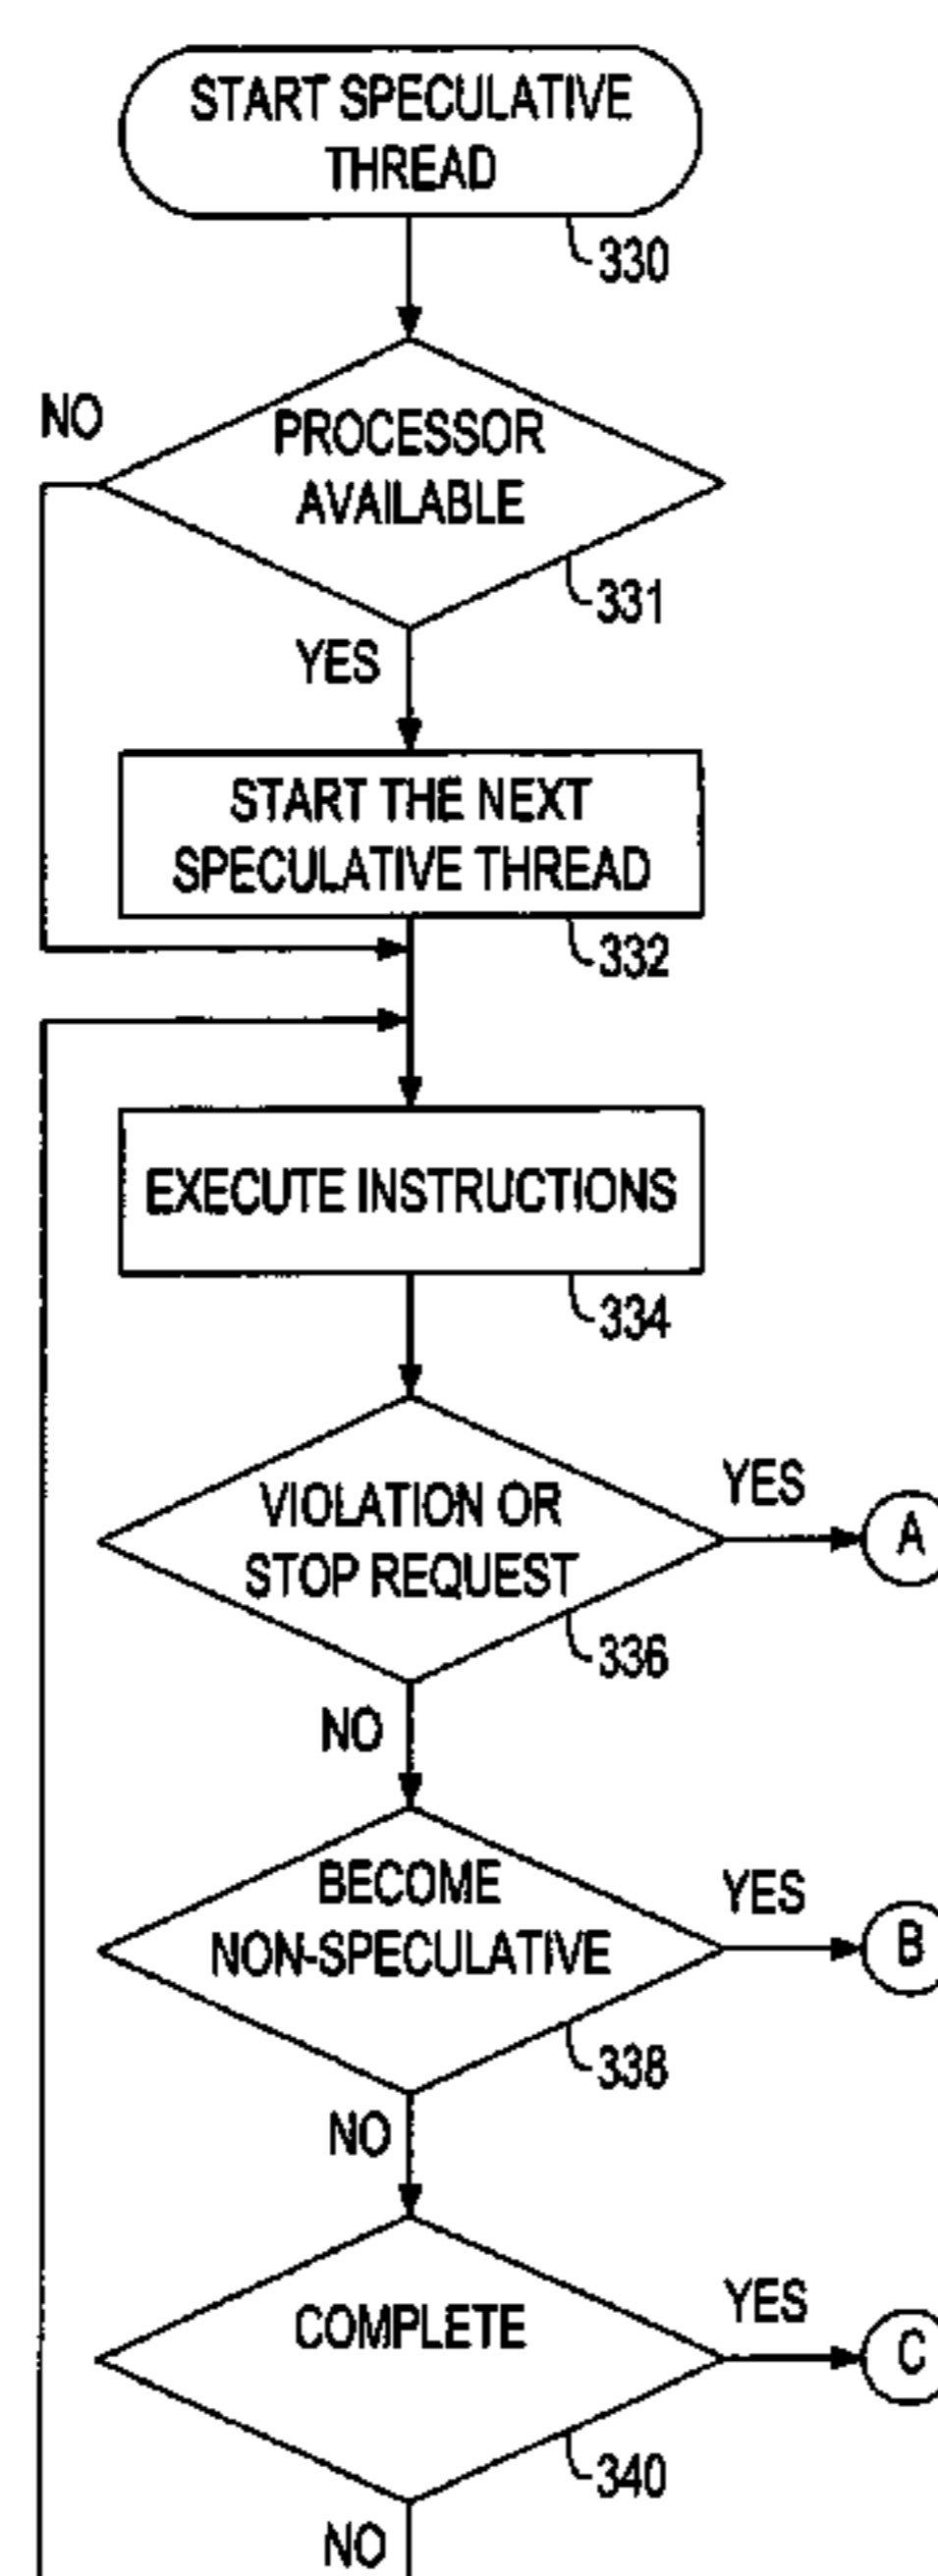 START SPECULATIVE
THREAD
330
NO
PROCESSOR
AVAILABLE
331
YES
START THE NEXT
SPECULATIVE THREAD
332
EXECUTE INSTRUCTIONS
334
VIOLATION OR
STOP REQUEST
YES
A
336
NO
BECOME
NON-SPECULATIVE
YES
B
338
NO
COMPLETE
YES
C
340
NO